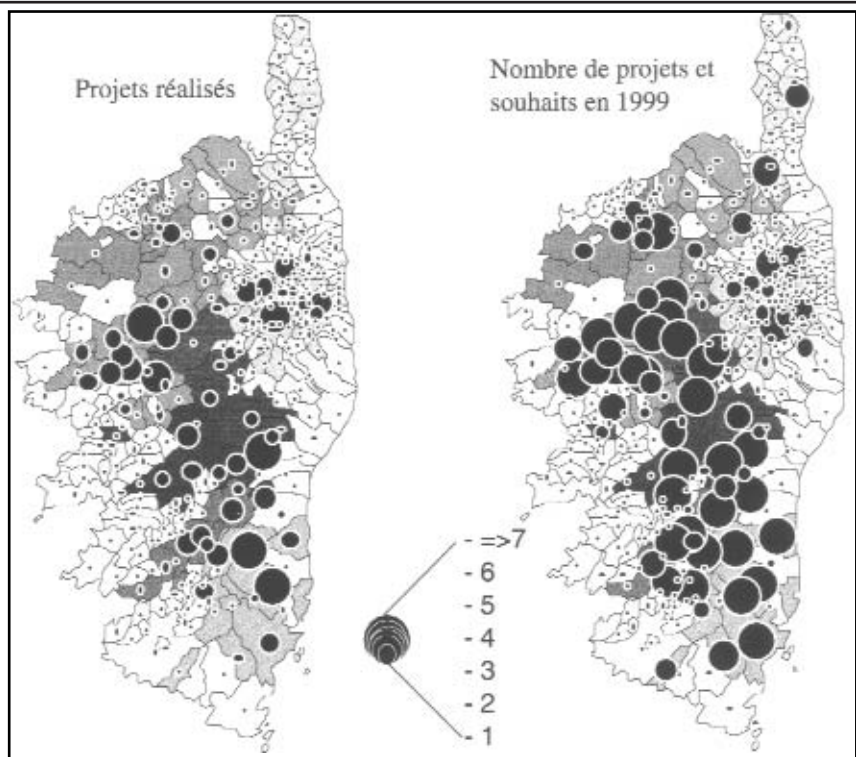 Projets réalisés
Nombre de projets et
souhaits en 1999
- =>7
- 6
- 5
- 4
- 3
- 2
- 1